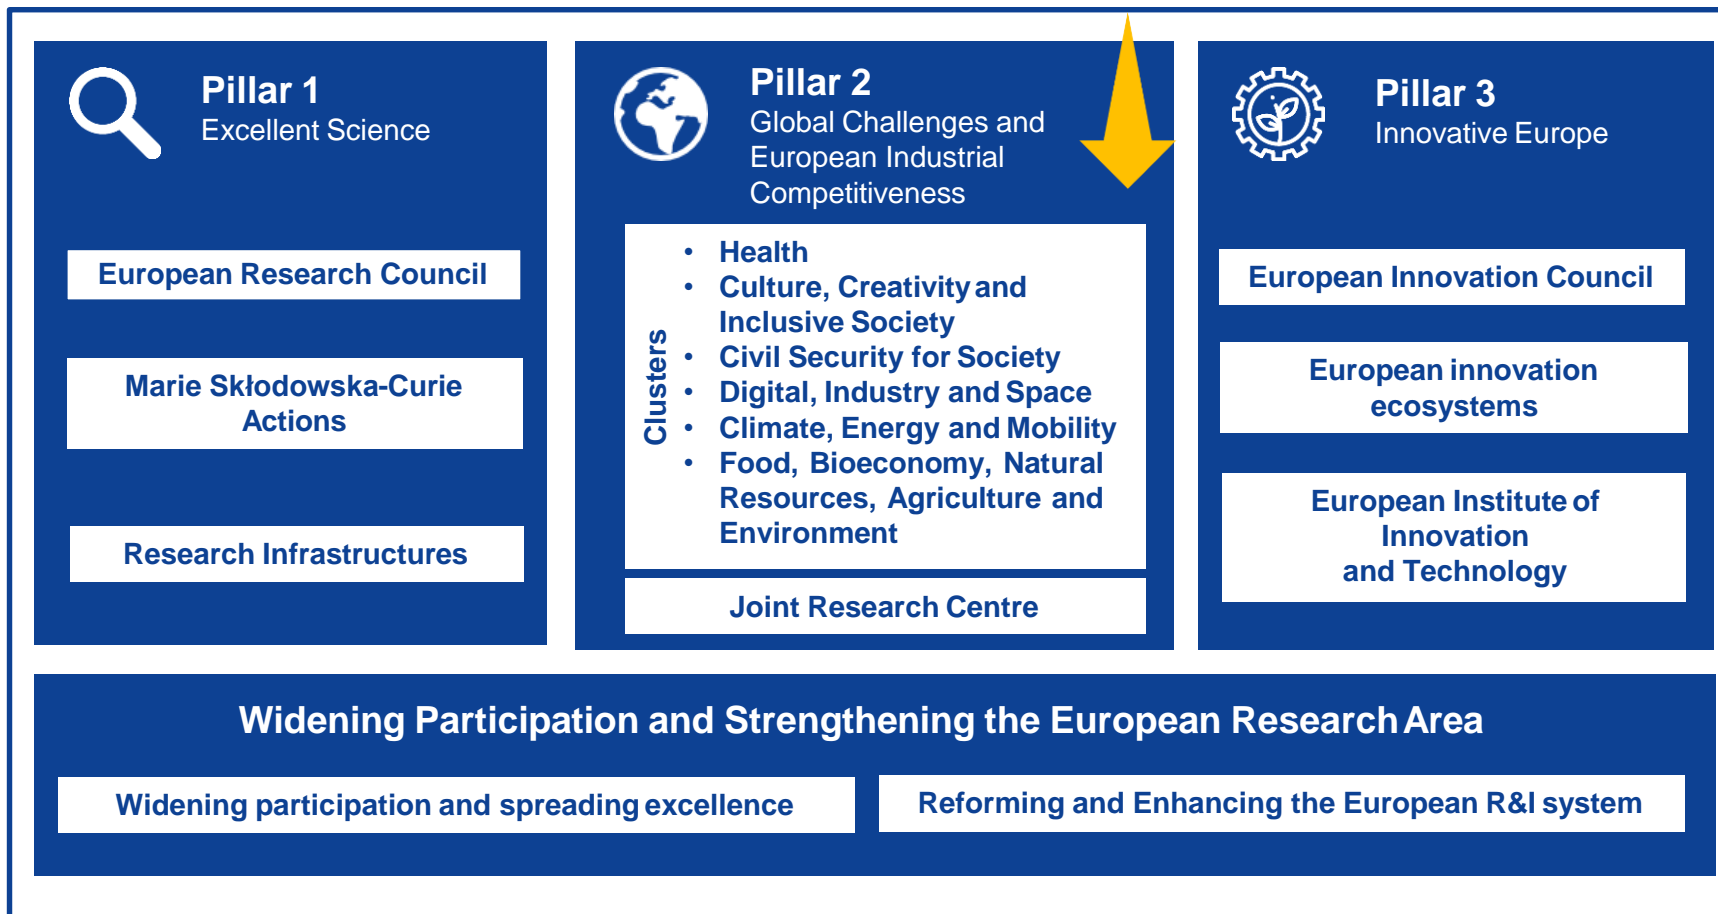 Pillar 1
Excellent Science
European Research Council
Marie Skłodowska-Curie
Actions
Research Infrastructures
Pillar 2
Global Challenges and
European Industrial
Competitiveness
Clusters
• Health
• Culture, Creativity and
Inclusive Society
• Civil Security for Society
• Digital, Industry and Space
• Climate, Energy and Mobility
• Food, Bioeconomy, Natural
Resources, Agriculture and
Environment
Joint Research Centre
Pillar 3
Innovative Europe
European Innovation Council
European innovation
ecosystems
European Institute of
Innovation
and Technology
Widening Participation and Strengthening the European Research Area
Widening participation and spreading excellence
Reforming and Enhancing the European R&I system